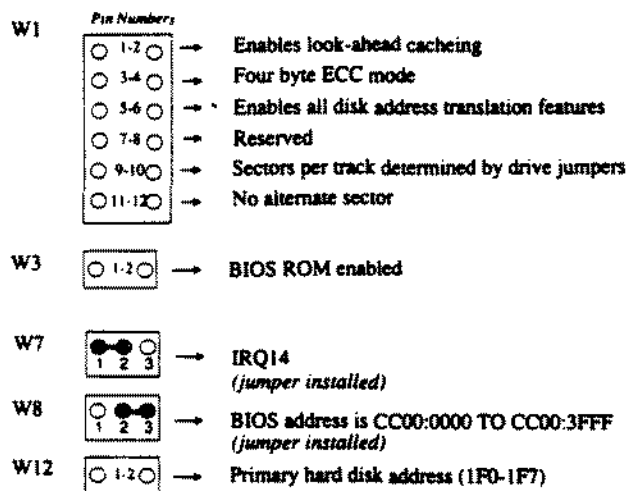 Pin Numbers
W1
1-2 → Enables look-ahead cacheing
3-4 → Four byte ECC mode
5-6 → Enables all disk address translation features
7-8 → Reserved
9-10 → Sectors per track determined by drive jumpers
11-12 → No alternate sector
W3
1-2 → BIOS ROM enabled
W7
1 2 3 → IRQ14
(jumper installed)
W8
1 2 3 → BIOS address is CC00:0000 TO CC00:3FFF
(jumper installed)
W12
1-2 → Primary hard disk address (1F0-1F7)